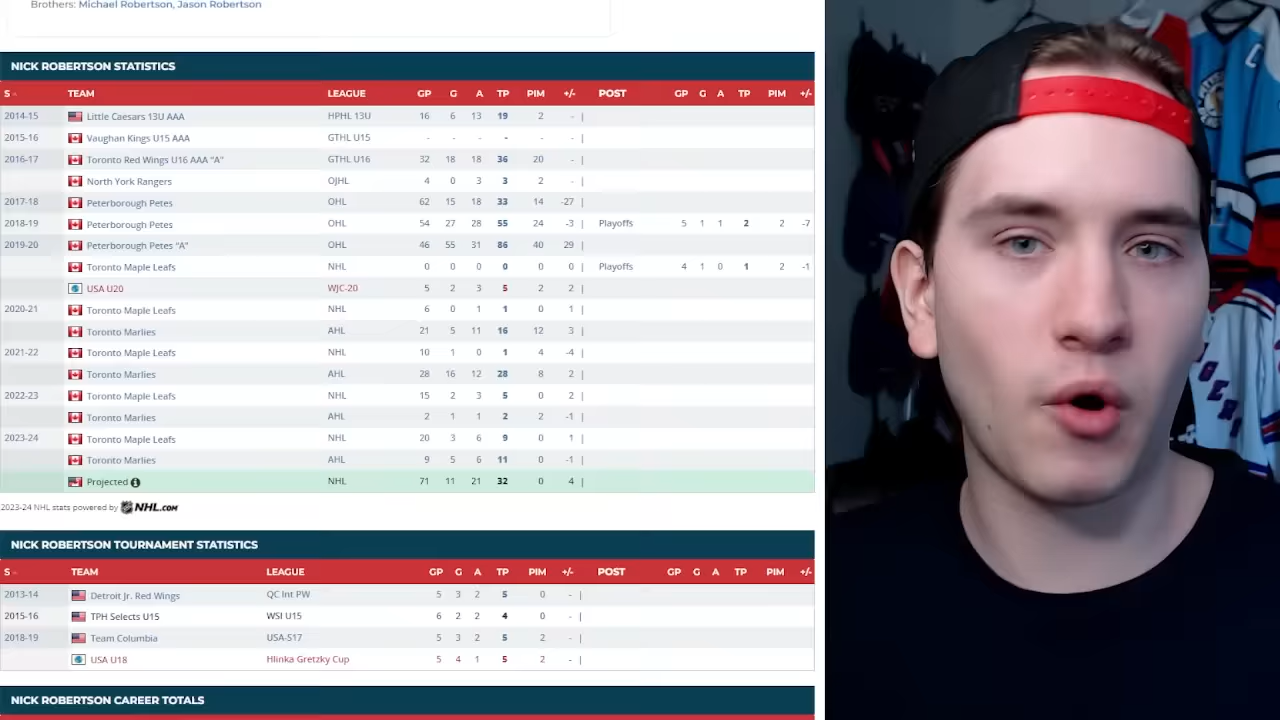 Brothers: Michael Robertson, Jason Robertson
NICK ROBERTSON STATISTICS
S TEAM LEAGUE GP G A TP PIM +/- POST GP G A TP PIM +/-
2014-15 Little Caesars 13U AAA HPHL 13U 16 6 13 19 2 - |
2015-16 Vaughan Kings U15 AAA GTHL U15 - - - - - - |
2016-17 Toronto Red Wings U16 AAA "A" GTHL U16 32 18 18 36 20 - |
North York Rangers OJHL 4 0 3 3 2 - |
2017-18 Peterborough Petes OHL 62 15 18 33 14 -27 |
2018-19 Peterborough Petes OHL 54 27 28 55 24 -3 | Playoffs 5 1 1 2 2 -7
2019-20 Peterborough Petes "A" OHL 46 55 31 86 40 29 |
Toronto Maple Leafs NHL 0 0 0 0 0 0 | Playoffs 4 1 0 1 2 -1
USA U20 WJC-20 5 2 3 5 2 2 |
2020-21 Toronto Maple Leafs NHL 6 0 1 1 0 1 |
Toronto Marlies AHL 21 5 11 16 12 3 |
2021-22 Toronto Maple Leafs NHL 10 1 0 1 4 -4 |
Toronto Marlies AHL 28 16 12 28 8 2 |
2022-23 Toronto Maple Leafs NHL 15 2 3 5 0 2 |
Toronto Marlies AHL 2 1 1 2 2 -1 |
2023-24 Toronto Maple Leafs NHL 20 3 6 9 0 1 |
Toronto Marlies AHL 9 5 6 11 0 -1 |
Projected NHL 71 11 21 32 0 4 |
2023-24 NHL stats powered by NHL.COM
NICK ROBERTSON TOURNAMENT STATISTICS
S TEAM LEAGUE GP G A TP PIM +/- POST GP G A TP PIM +/-
2013-14 Detroit Jr. Red Wings QC Int PW 5 3 2 5 0 - |
2015-16 TPH Selects U15 WSI U15 6 2 2 4 0 - |
2018-19 Team Columbia USA-S17 5 3 2 5 2 - |
USA U18 Hlinka Gretzky Cup 5 4 1 5 2 - |
NICK ROBERTSON CAREER TOTALS